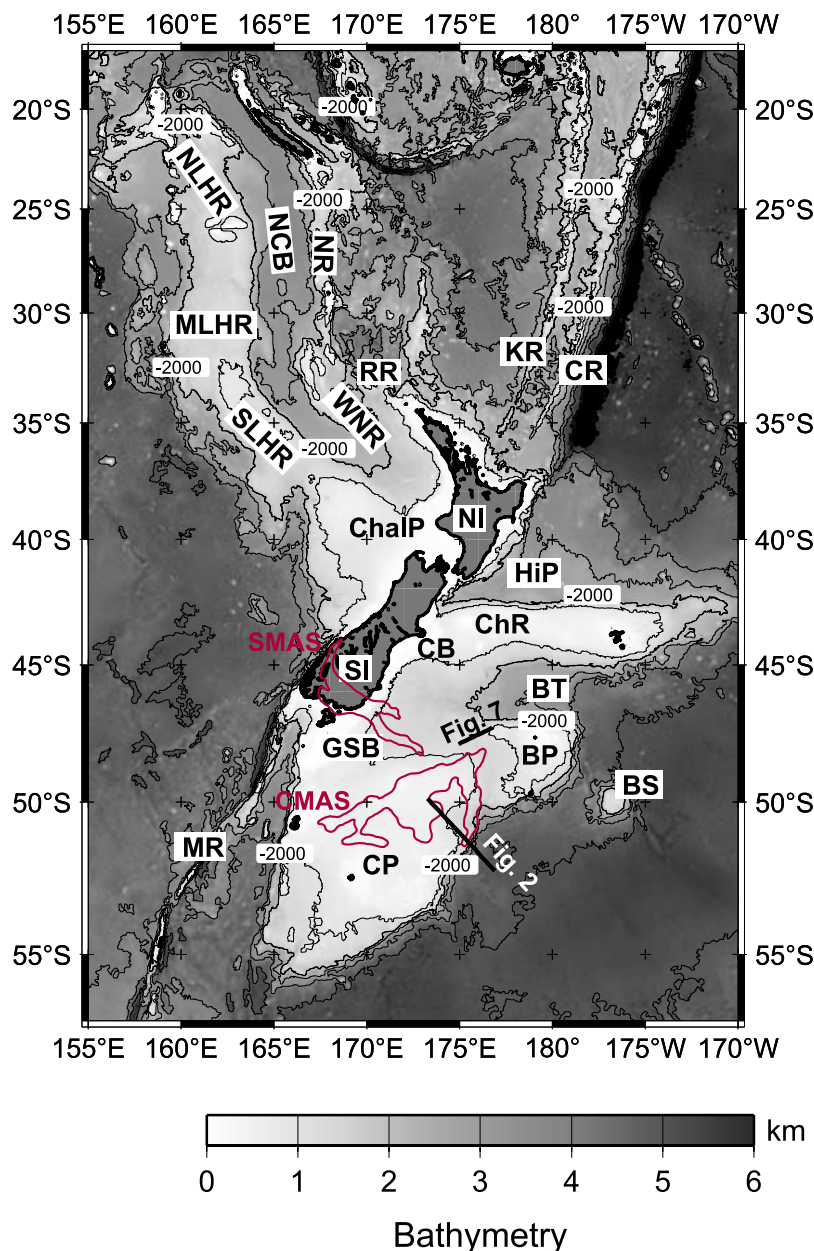 155°E 160°E 165°E 170°E 175°E 180° 175°W 170°W
20°S 20°S
25°S 25°S
30°S 30°S
35°S 35°S
40°S 40°S
45°S 45°S
50°S 50°S
55°S 55°S
-2000
-2000
NLHR
-2000
-2000
NCB
NR
MLHR
-2000
KR
-2000
RR
CR
SLHR
WNR
-2000
ChalP
NI
HiP
-2000
ChR
SMAS
CB
SI
BT
Fig. 7
-2000
GSB
BP
BS
CMAS
MR
-2000
CP
-2000
Fig. 2
155°E 160°E 165°E 170°E 175°E 180° 175°W 170°W
km
0 1 2 3 4 5 6
Bathymetry